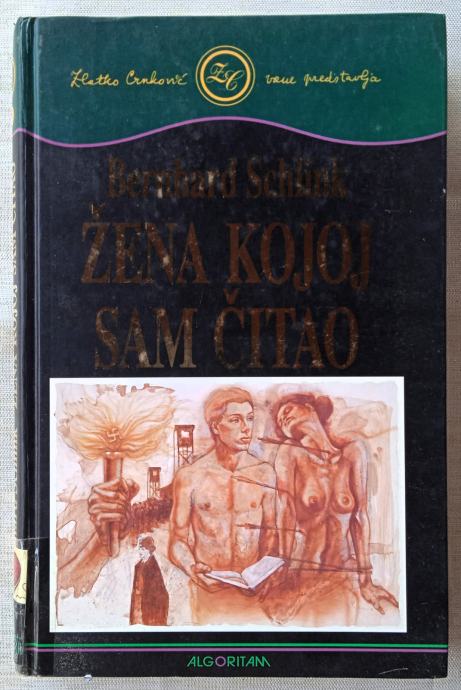 Zlatko Crnković
ZC
vam predstavlja
Bernhard Schlink
ŽENA KOJOJ
SAM ČITAO
ALGORITAM